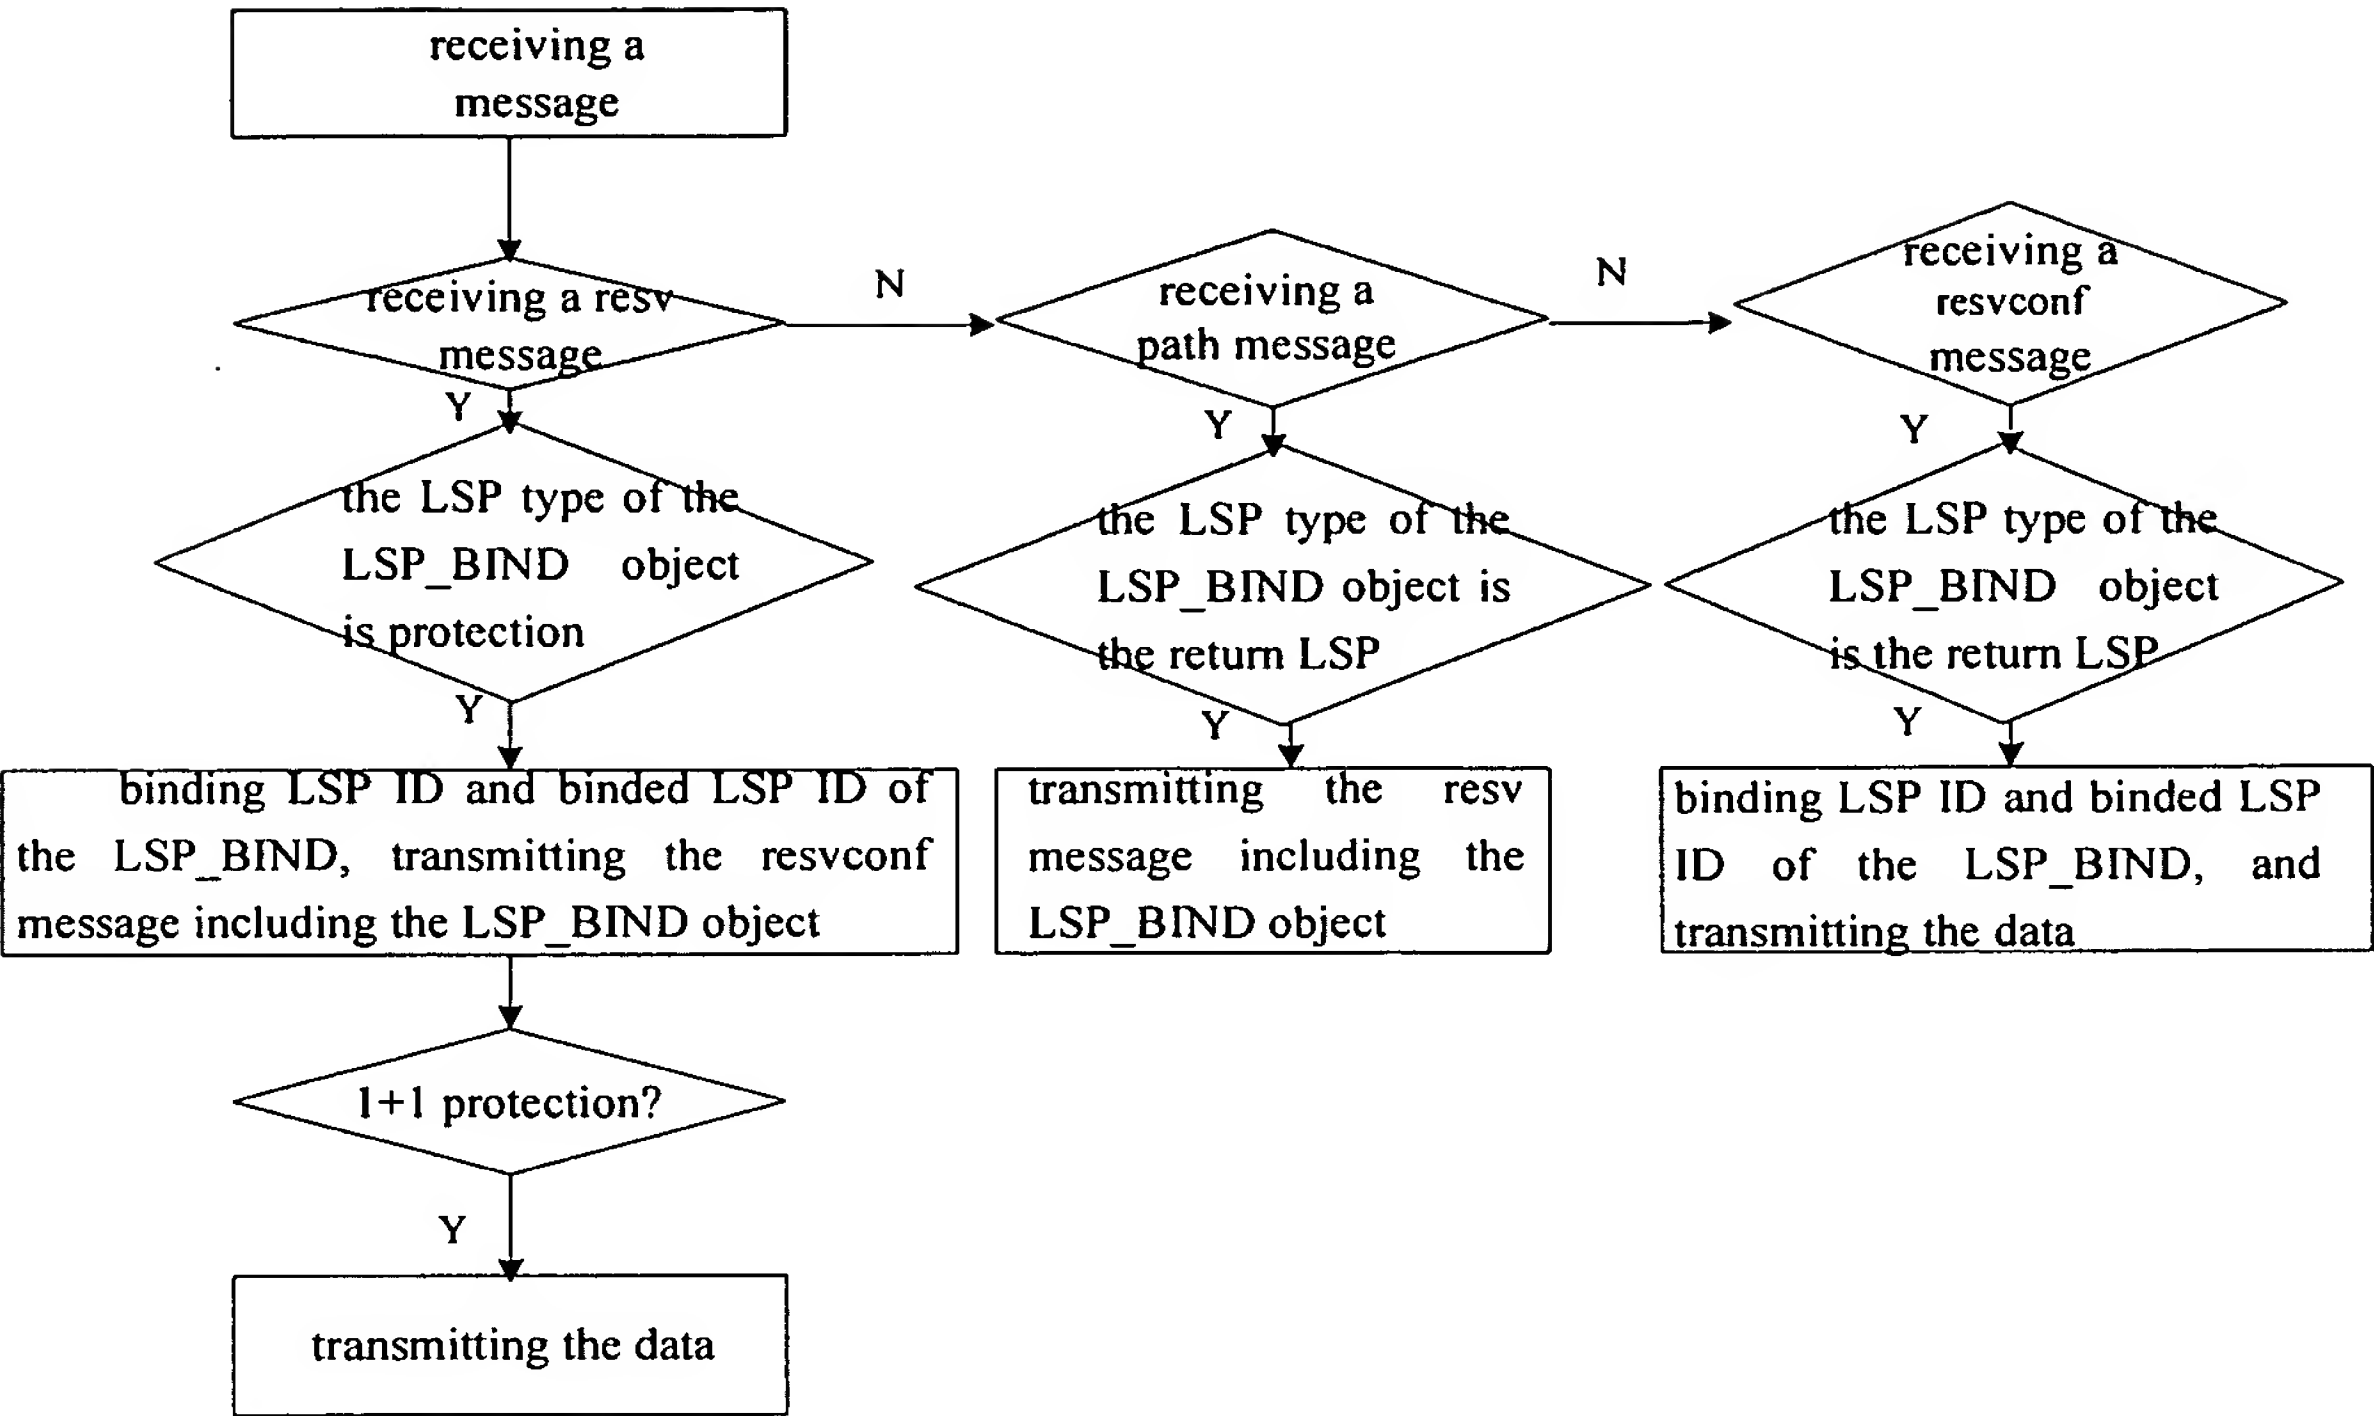 receiving a
message
receiving a resv
message
N
receiving a
path message
N
receiving a
resvconf
message
Y
Y
Y
the LSP type of the
LSP_BIND object
is protection
the LSP type of the
LSP_BIND object is
the return LSP
the LSP type of the
LSP_BIND object
is the return LSP
Y
Y
Y
binding LSP ID and binded LSP ID of
the LSP_BIND, transmitting the resvconf
message including the LSP_BIND object
transmitting the resv
message including the
LSP_BIND object
binding LSP ID and binded LSP
ID of the LSP_BIND, and
transmitting the data
1+1 protection?
Y
transmitting the data